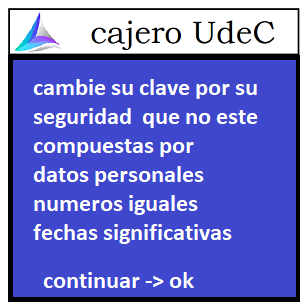 cajero UdeC
cambie su clave por su
seguridad que no este
compuestas por
datos personales
numeros iguales
fechas significativas
continuar -> ok